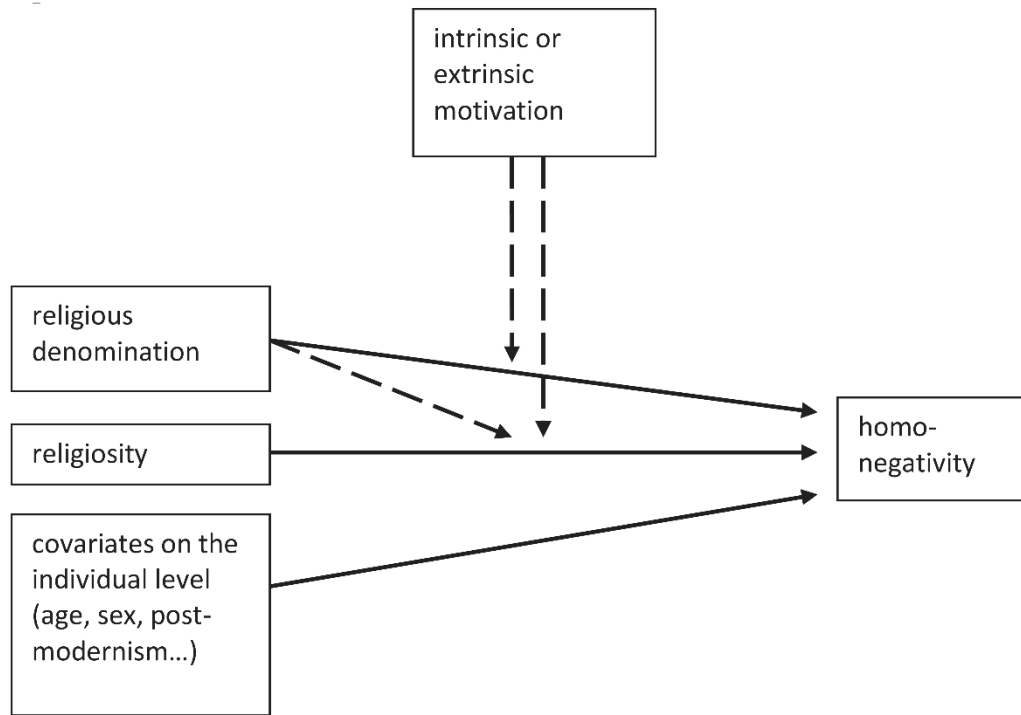 intrinsic or
extrinsic
motivation
religious
denomination
religiosity
homo-
negativity
covariates on the
individual level
(age, sex, post-
modernism…)